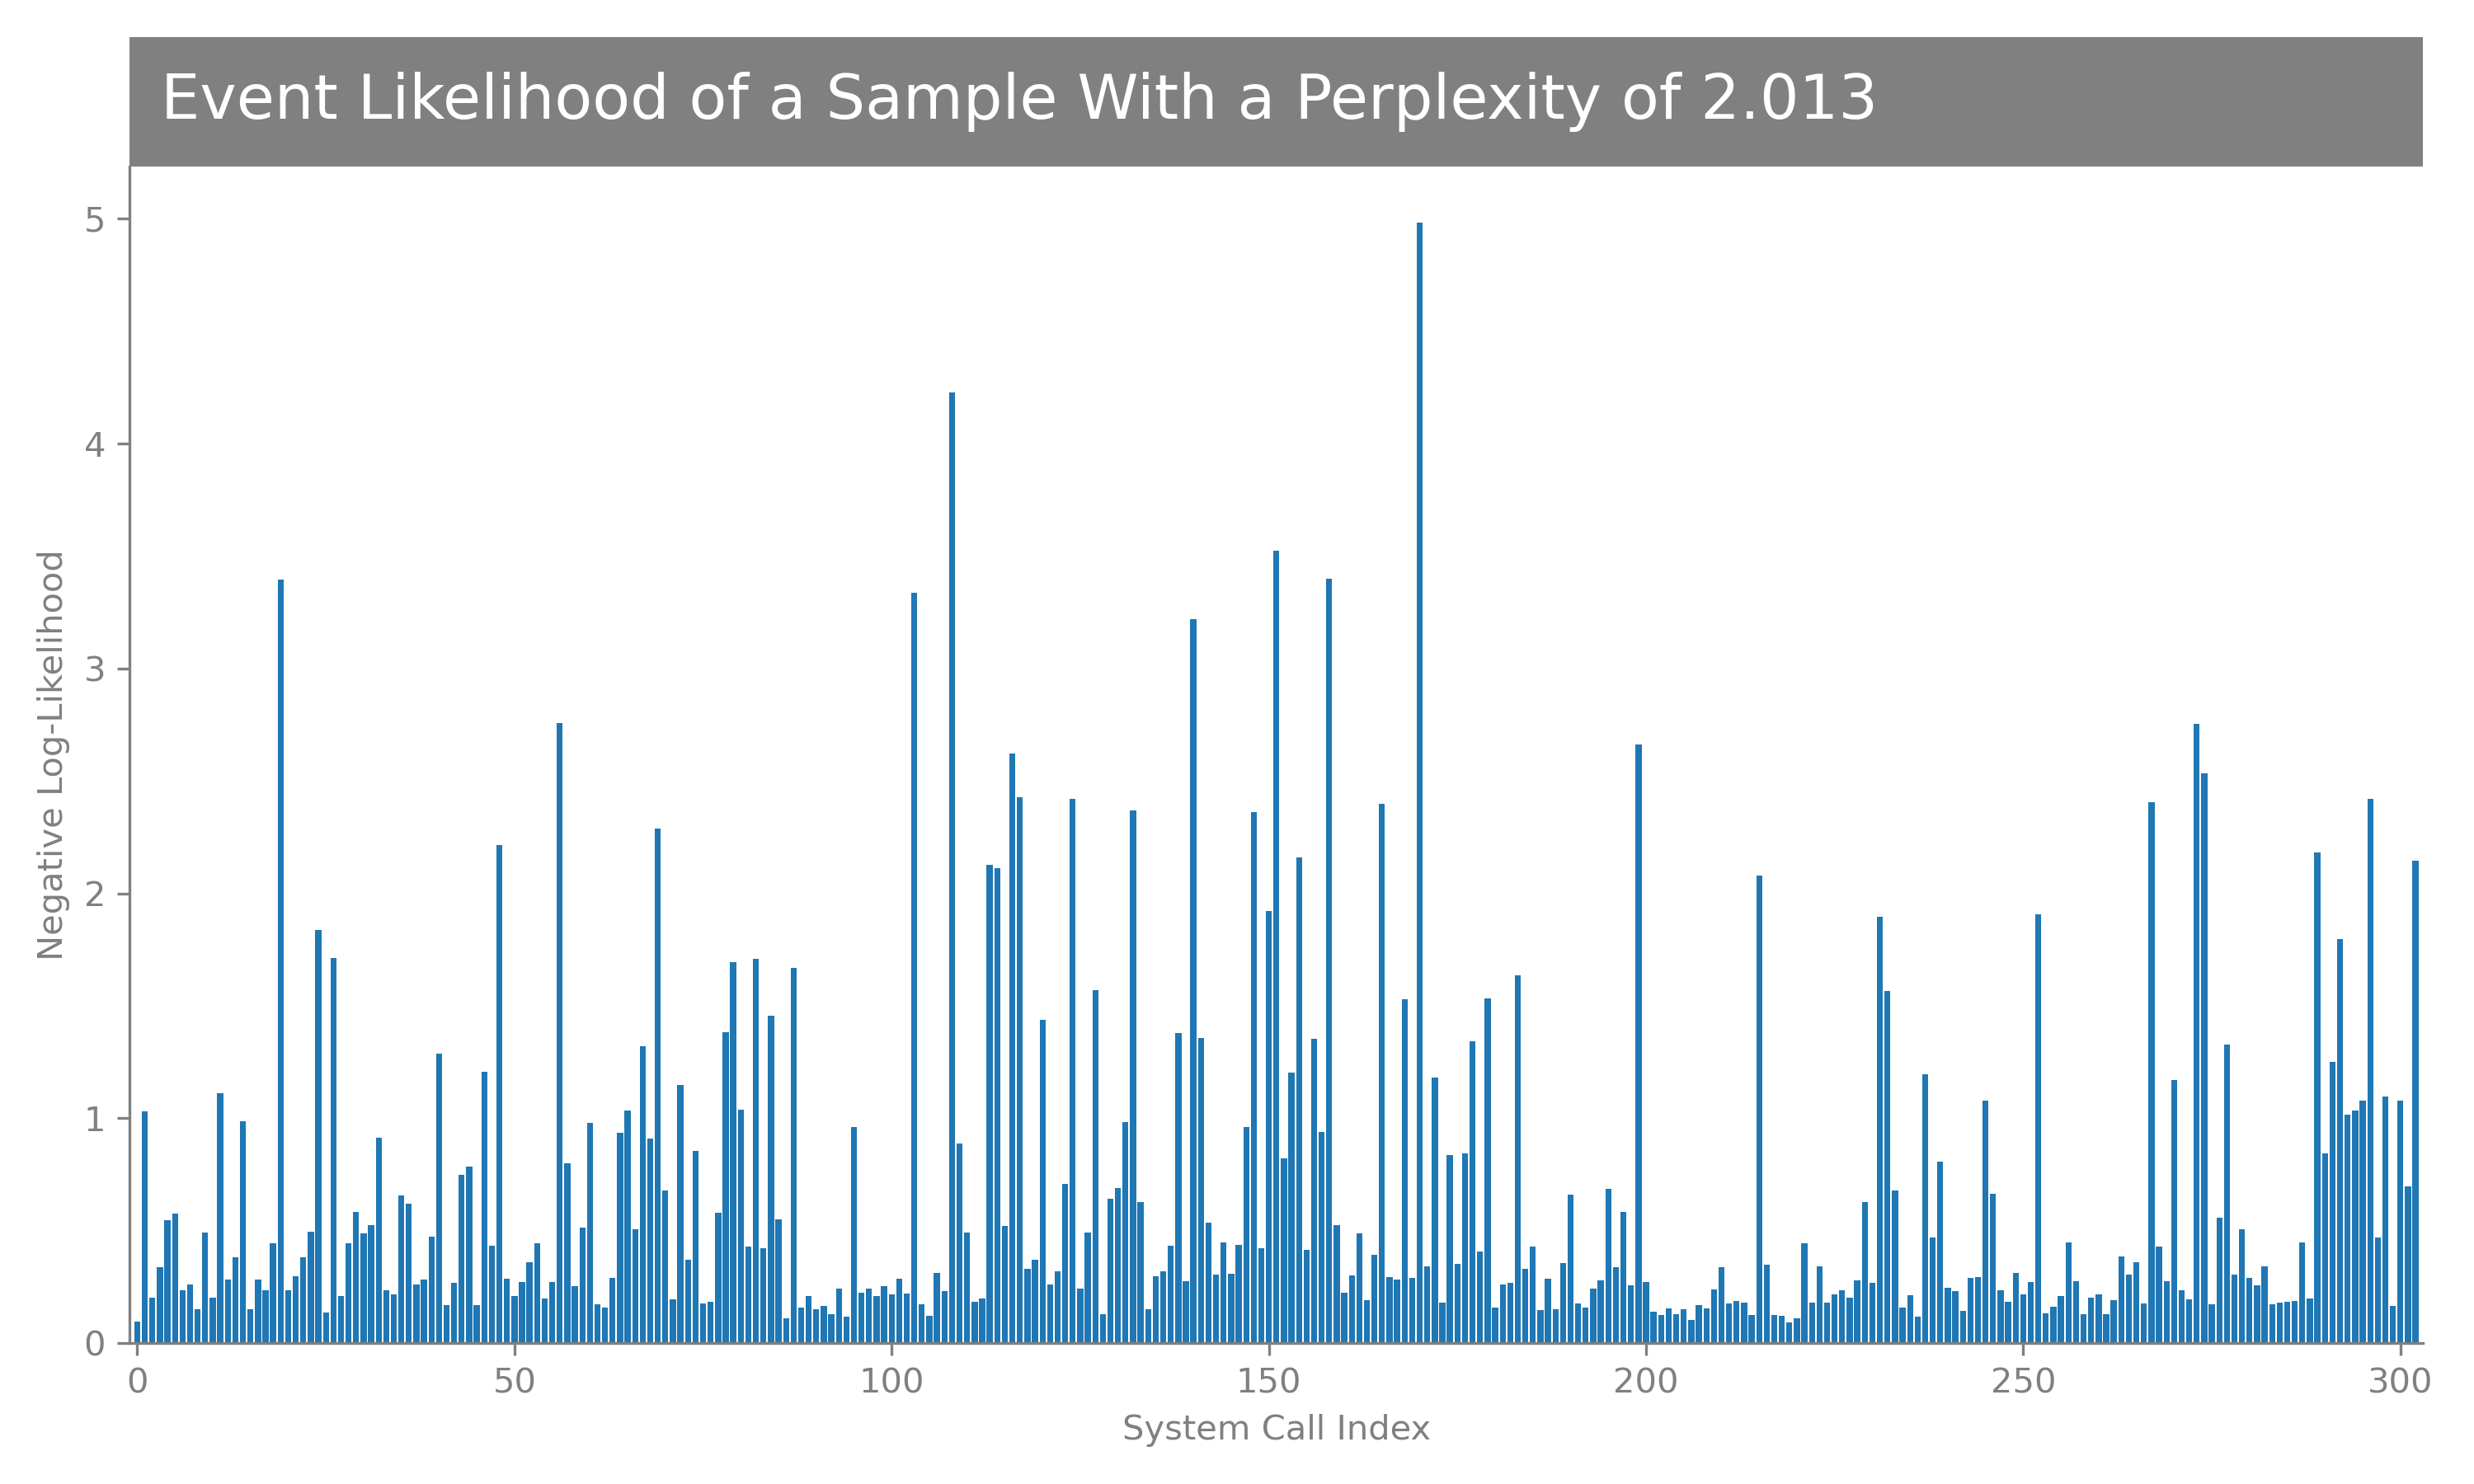 Event Likelihood of a Sample With a Perplexity of 2.013
5
4
3
2
1
0
Negative Log-Likelihood
0 50 100 150 200 250 300
System Call Index